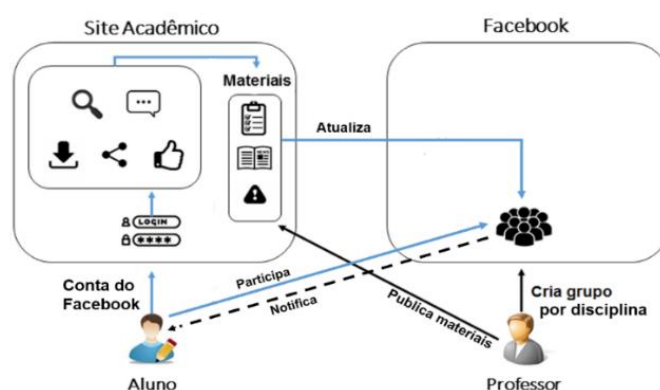 Site Acadêmico
Facebook
Materiais
Atualiza
LOGIN
****
Conta do
Facebook
Participa
Notifica
Publica materiais
Cria grupo
por disciplina
Aluno
Professor